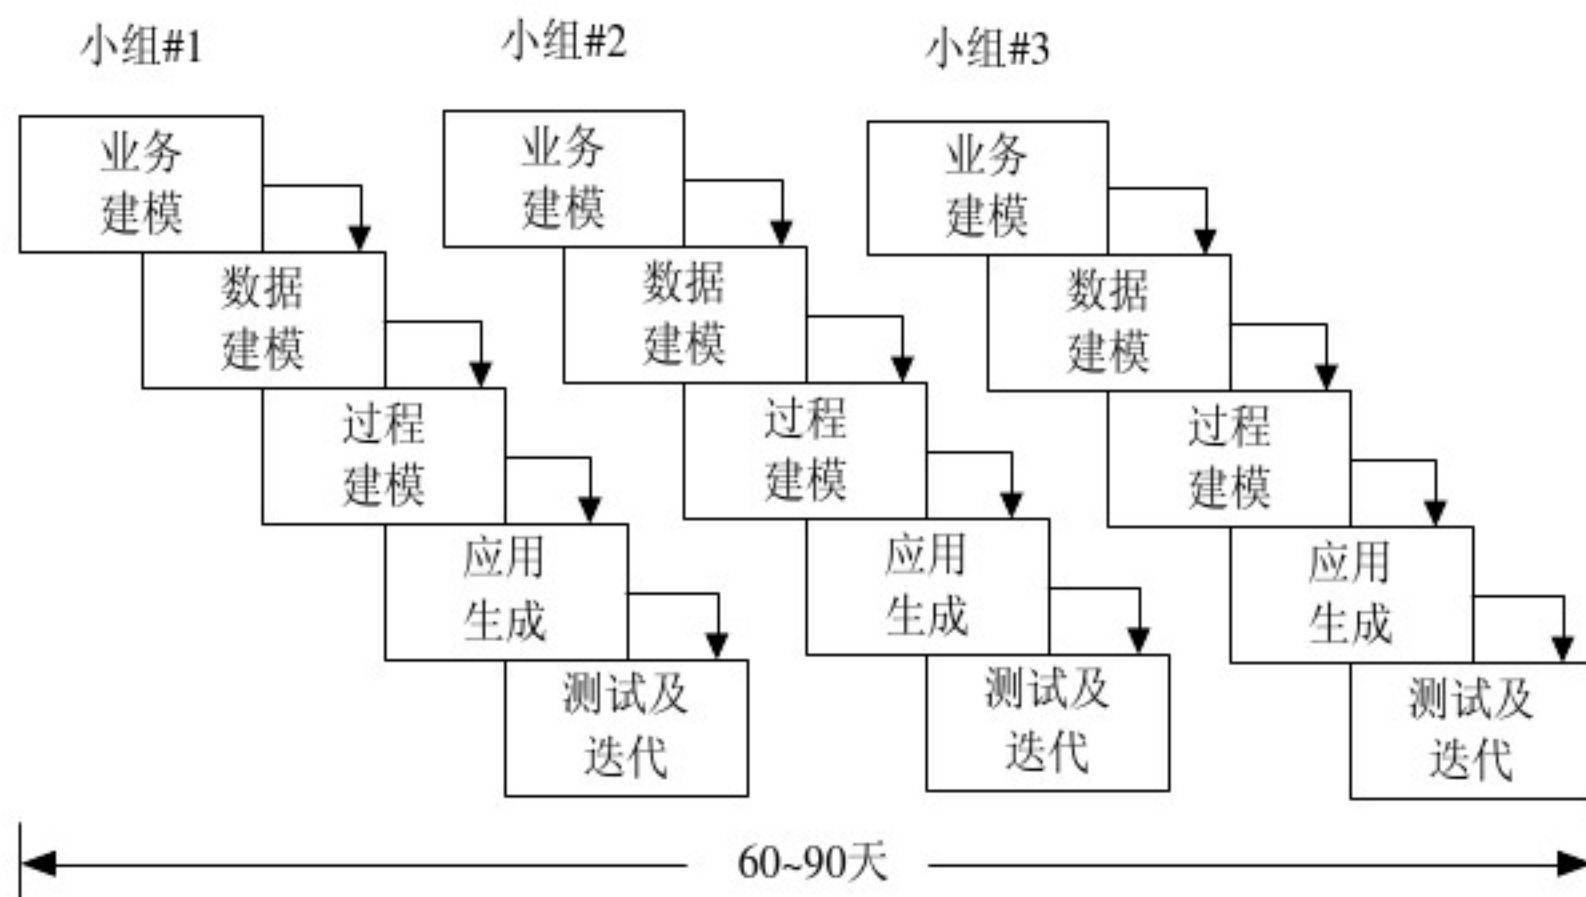 小组#1
小组#2
小组#3
业务
建模
数据
建模
过程
建模
应用
生成
测试及
迭代
业务
建模
数据
建模
过程
建模
应用
生成
测试及
迭代
业务
建模
数据
建模
过程
建模
应用
生成
测试及
迭代
60~90天